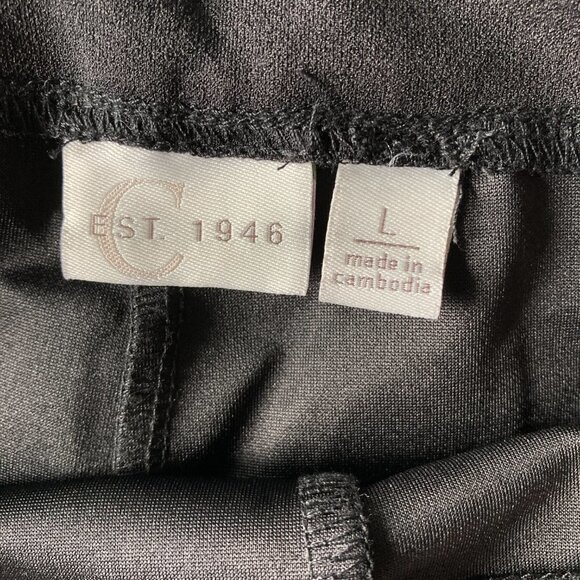 C
EST. 1946
L
made in
cambodia